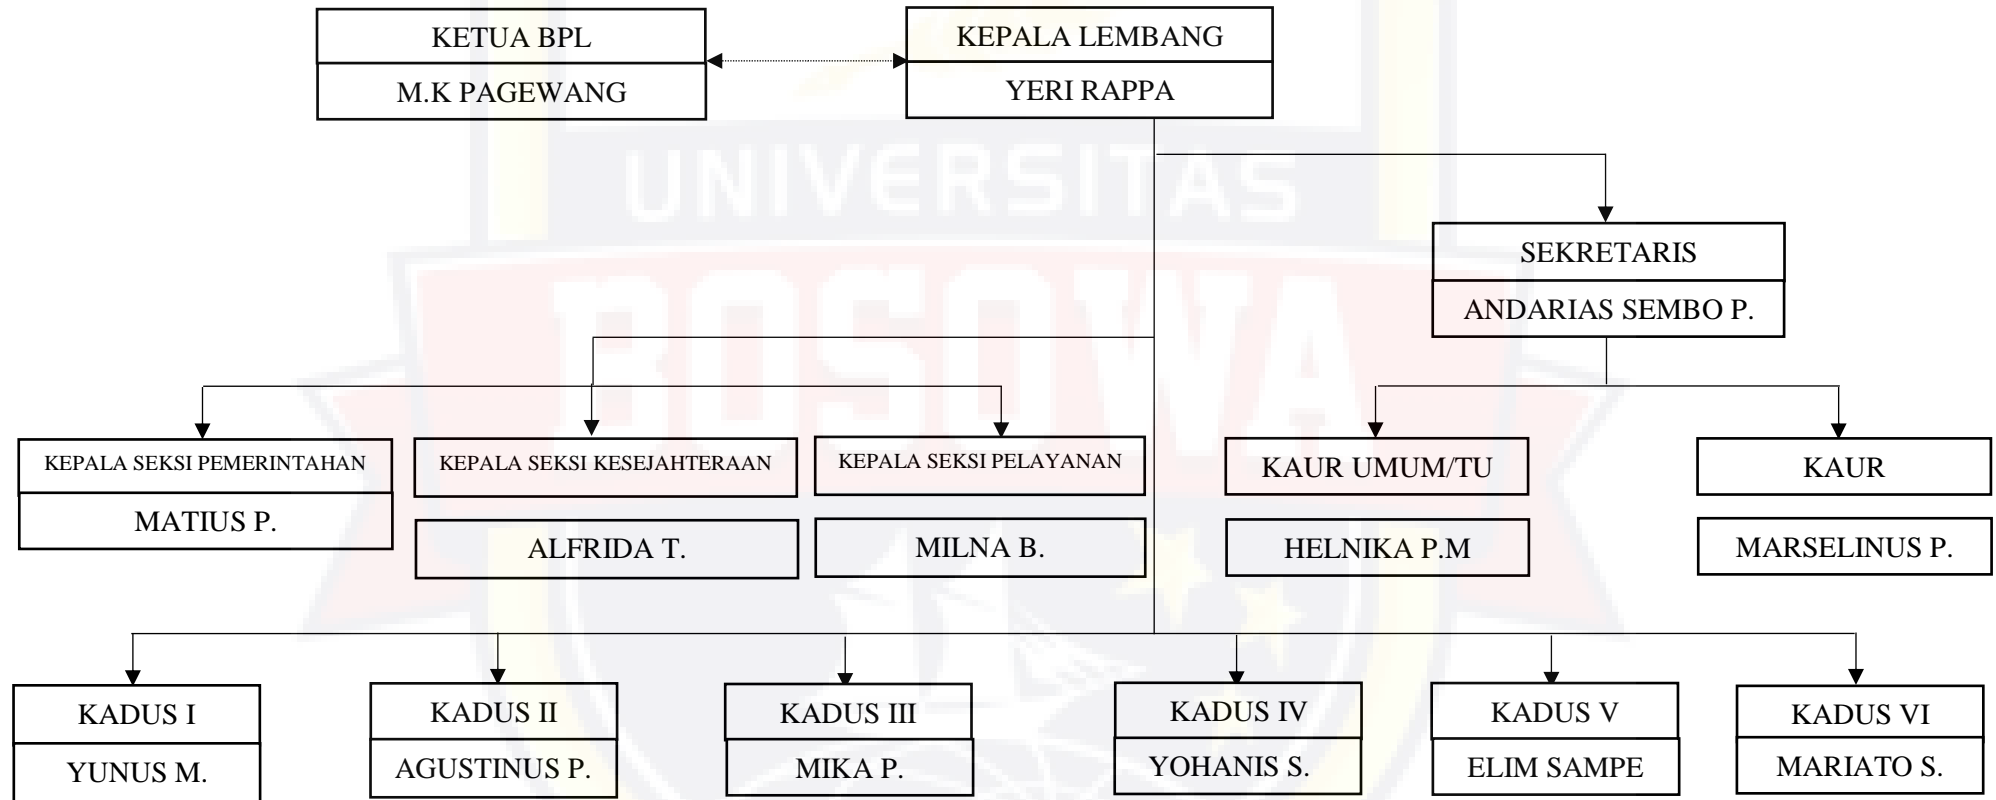 KETUA BPL
M.K PAGEWANG
KEPALA LEMBANG
YERI RAPPA
UNIVERSITAS
BOSOWA
SEKRETARIS
ANDARIAS SEMBO P.
KEPALA SEKSI PEMERINTAHAN
MATIUS P.
KEPALA SEKSI KESEJAHTERAAN
ALFRIDA T.
KEPALA SEKSI PELAYANAN
MILNA B.
KAUR UMUM/TU
HELNIKA P.M
KAUR
MARSELINUS P.
KADUS I
YUNUS M.
KADUS II
AGUSTINUS P.
KADUS III
MIKA P.
KADUS IV
YOHANIS S.
KADUS V
ELIM SAMPE
KADUS VI
MARIATO S.